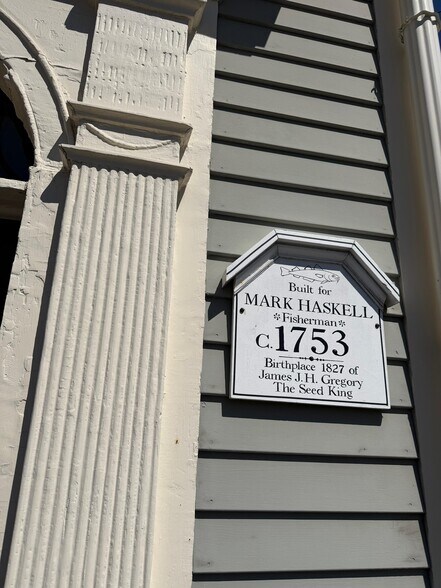 Built for
MARK HASKELL
*Fisherman*
C.1753
Birthplace 1827 of
James J.H. Gregory
The Seed King